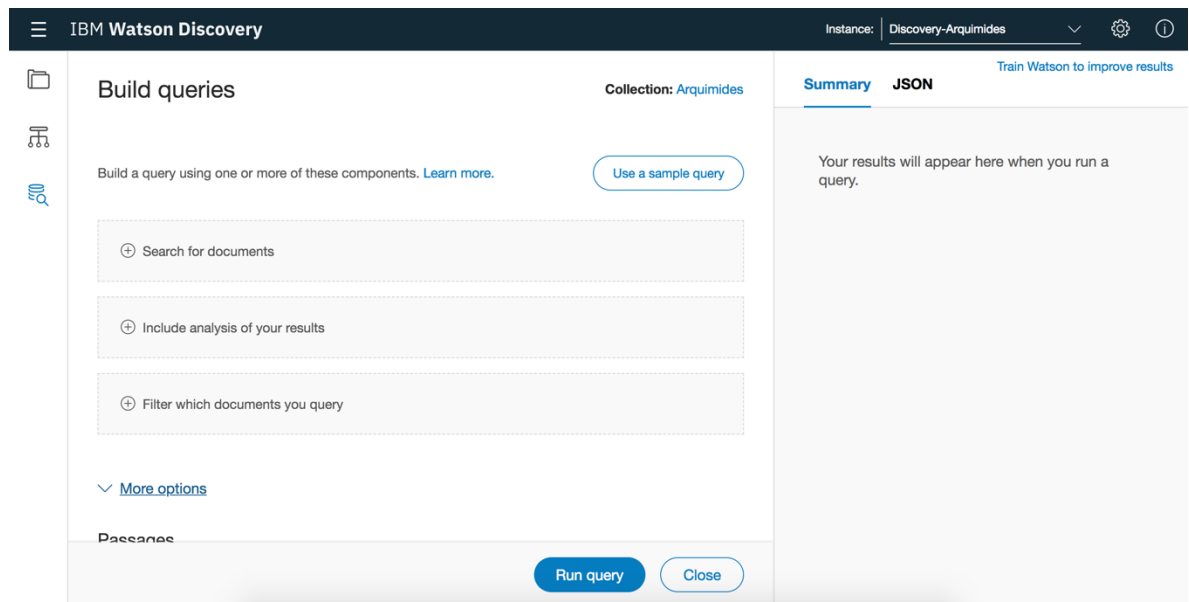 IBM Watson Discovery
Instance: Discovery-Arquimides
Build queries
Collection: Arquimides
Build a query using one or more of these components. Learn more.
Use a sample query
Search for documents
Include analysis of your results
Filter which documents you query
More options
Passages
Run query
Close
Train Watson to improve results
Summary JSON
Your results will appear here when you run a
query.